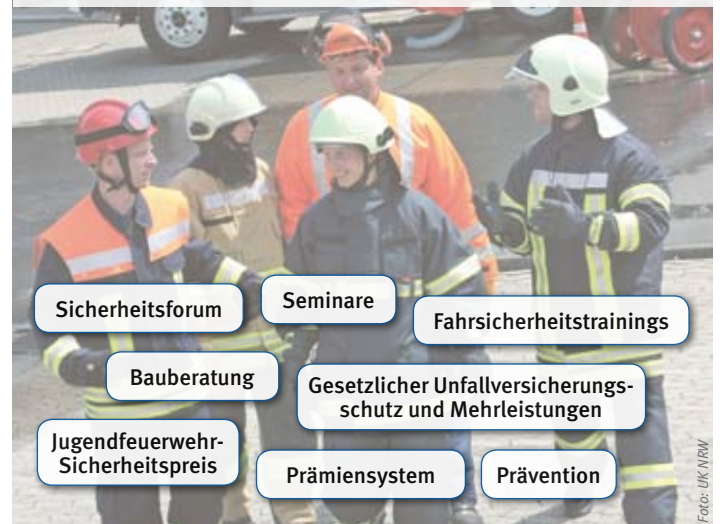 Sicherheitsforum
Seminare
Fahrsicherheitstrainings
Bauberatung
Gesetzlicher Unfallversicherungs-
schutz und Mehrleistungen
Jugendfeuerwehr-
Sicherheitspreis
Prämiensystem
Prävention
Foto: UK NRW